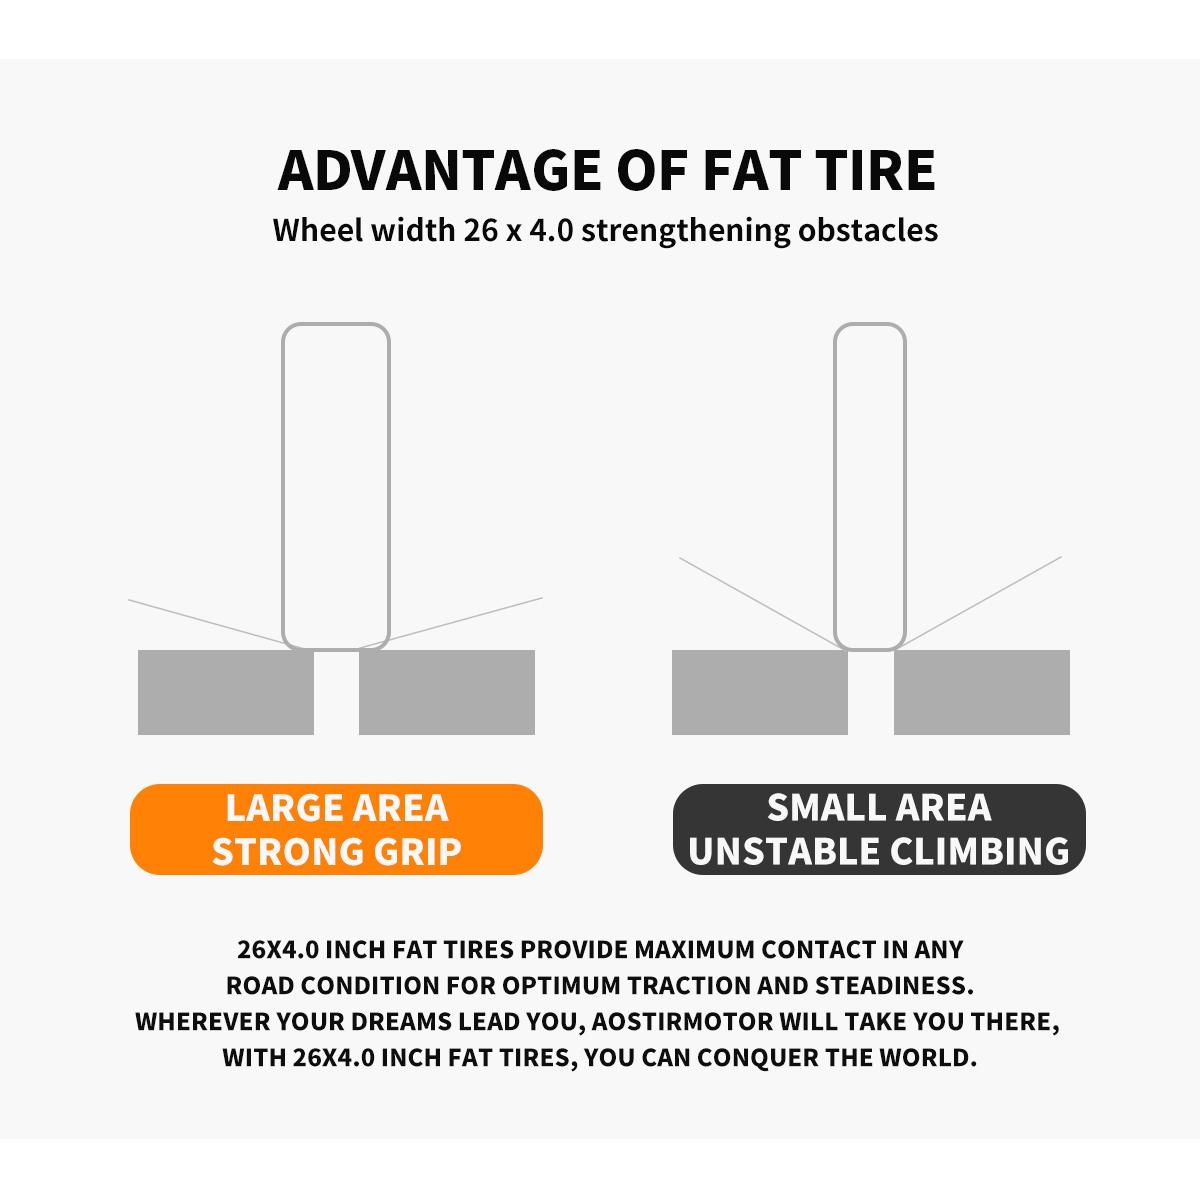 ADVANTAGE OF FAT TIRE
Wheel width 26 x 4.0 strengthening obstacles
LARGE AREA
STRONG GRIP
SMALL AREA
UNSTABLE CLIMBING
26X4.0 INCH FAT TIRES PROVIDE MAXIMUM CONTACT IN ANY
ROAD CONDITION FOR OPTIMUM TRACTION AND STEADINESS.
WHEREVER YOUR DREAMS LEAD YOU, AOSTIRMOTOR WILL TAKE YOU THERE,
WITH 26X4.0 INCH FAT TIRES, YOU CAN CONQUER THE WORLD.